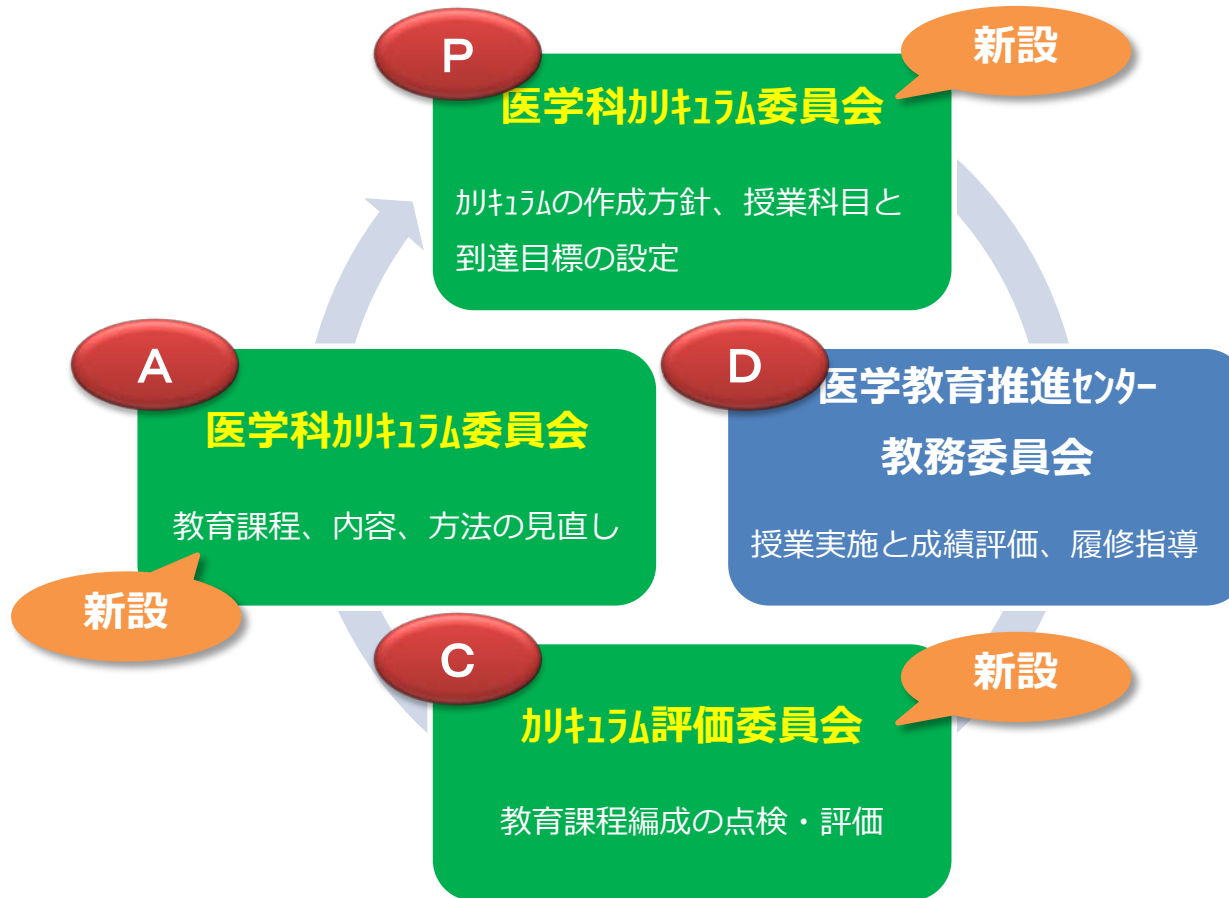 P
新設
医学科ｶﾘｷｭﾗﾑ委員会
ｶﾘｷｭﾗﾑの作成方針、授業科目と
到達目標の設定
A
医学科ｶﾘｷｭﾗﾑ委員会
教育課程、内容、方法の見直し
新設
D
医学教育推進ｾﾝﾀｰ
教務委員会
授業実施と成績評価、履修指導
C
新設
ｶﾘｷｭﾗﾑ評価委員会
教育課程編成の点検・評価